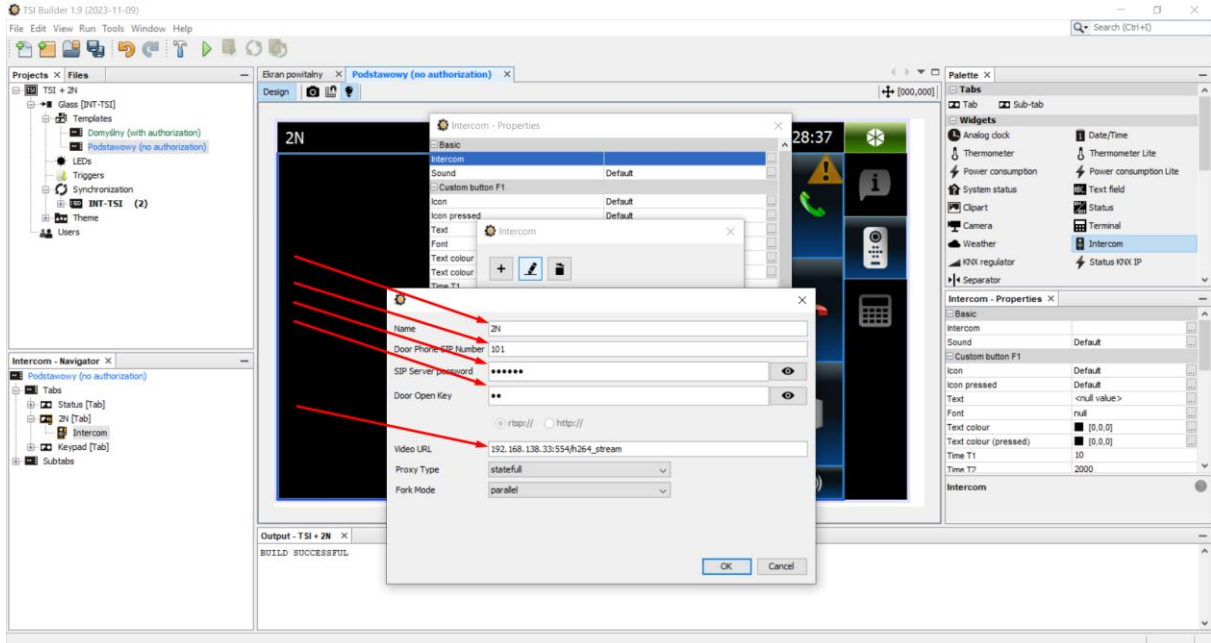 TSI Builder 1.9 (2023-11-09)
File Edit View Run Tools Window Help
Search (Ctrl+I)
Projects Files
TSI + 2N
Glass [INT-TSI]
Templates
Domyślny (with authorization)
Podstawowy (no authorization)
LEDs
Triggers
Synchronization
INT-TSI (2)
Theme
Users
Intercom - Navigator
Podstawowy (no authorization)
Tabs
Status [Tab]
2N [Tab]
Intercom
Keypad [Tab]
Subtabs
Ekran powitalny Podstawowy (no authorization)
Design
[000,000]
2N
28:37
Intercom - Properties
Basic
Intercom
Sound Default
Custom button F1
Icon Default
Icon pressed Default
Text
Font
Text colour
Text colour
Time T1
Intercom
Name 2N
Door Phone SIP Number 101
SIP Server password ••••••
Door Open Key ••
rtsp:// http://
Video URL 192.168.138.33:554/h264_stream
Proxy Type statefull
Fork Mode parallel
OK Cancel
Output - TSI + 2N
BUILD SUCCESSFUL
Palette
Tabs
Tab Sub-tab
Widgets
Analog clock Date/Time
Thermometer Thermometer Lite
Power consumption Power consumption Lite
System status Text field
Clipart Status
Camera Terminal
Weather Intercom
KNX regulator Status KNX IP
Separator
Intercom - Properties
Basic
Intercom
Sound Default
Custom button F1
Icon Default
Icon pressed Default
Text <null value>
Font null
Text colour [0,0,0]
Text colour (pressed) [0,0,0]
Time T1 10
Time T2 2000
Intercom